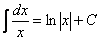 ∫ dx/x = ln|x| + C